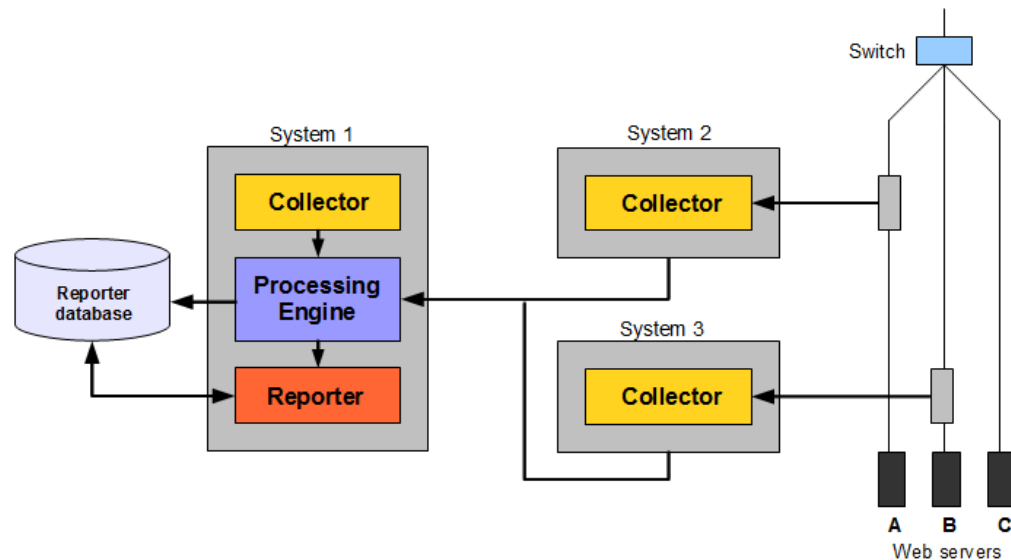 Switch
System 1
System 2
Collector
Collector
Processing
Engine
Reporter
database
System 3
Reporter
Collector
A B C
Web servers